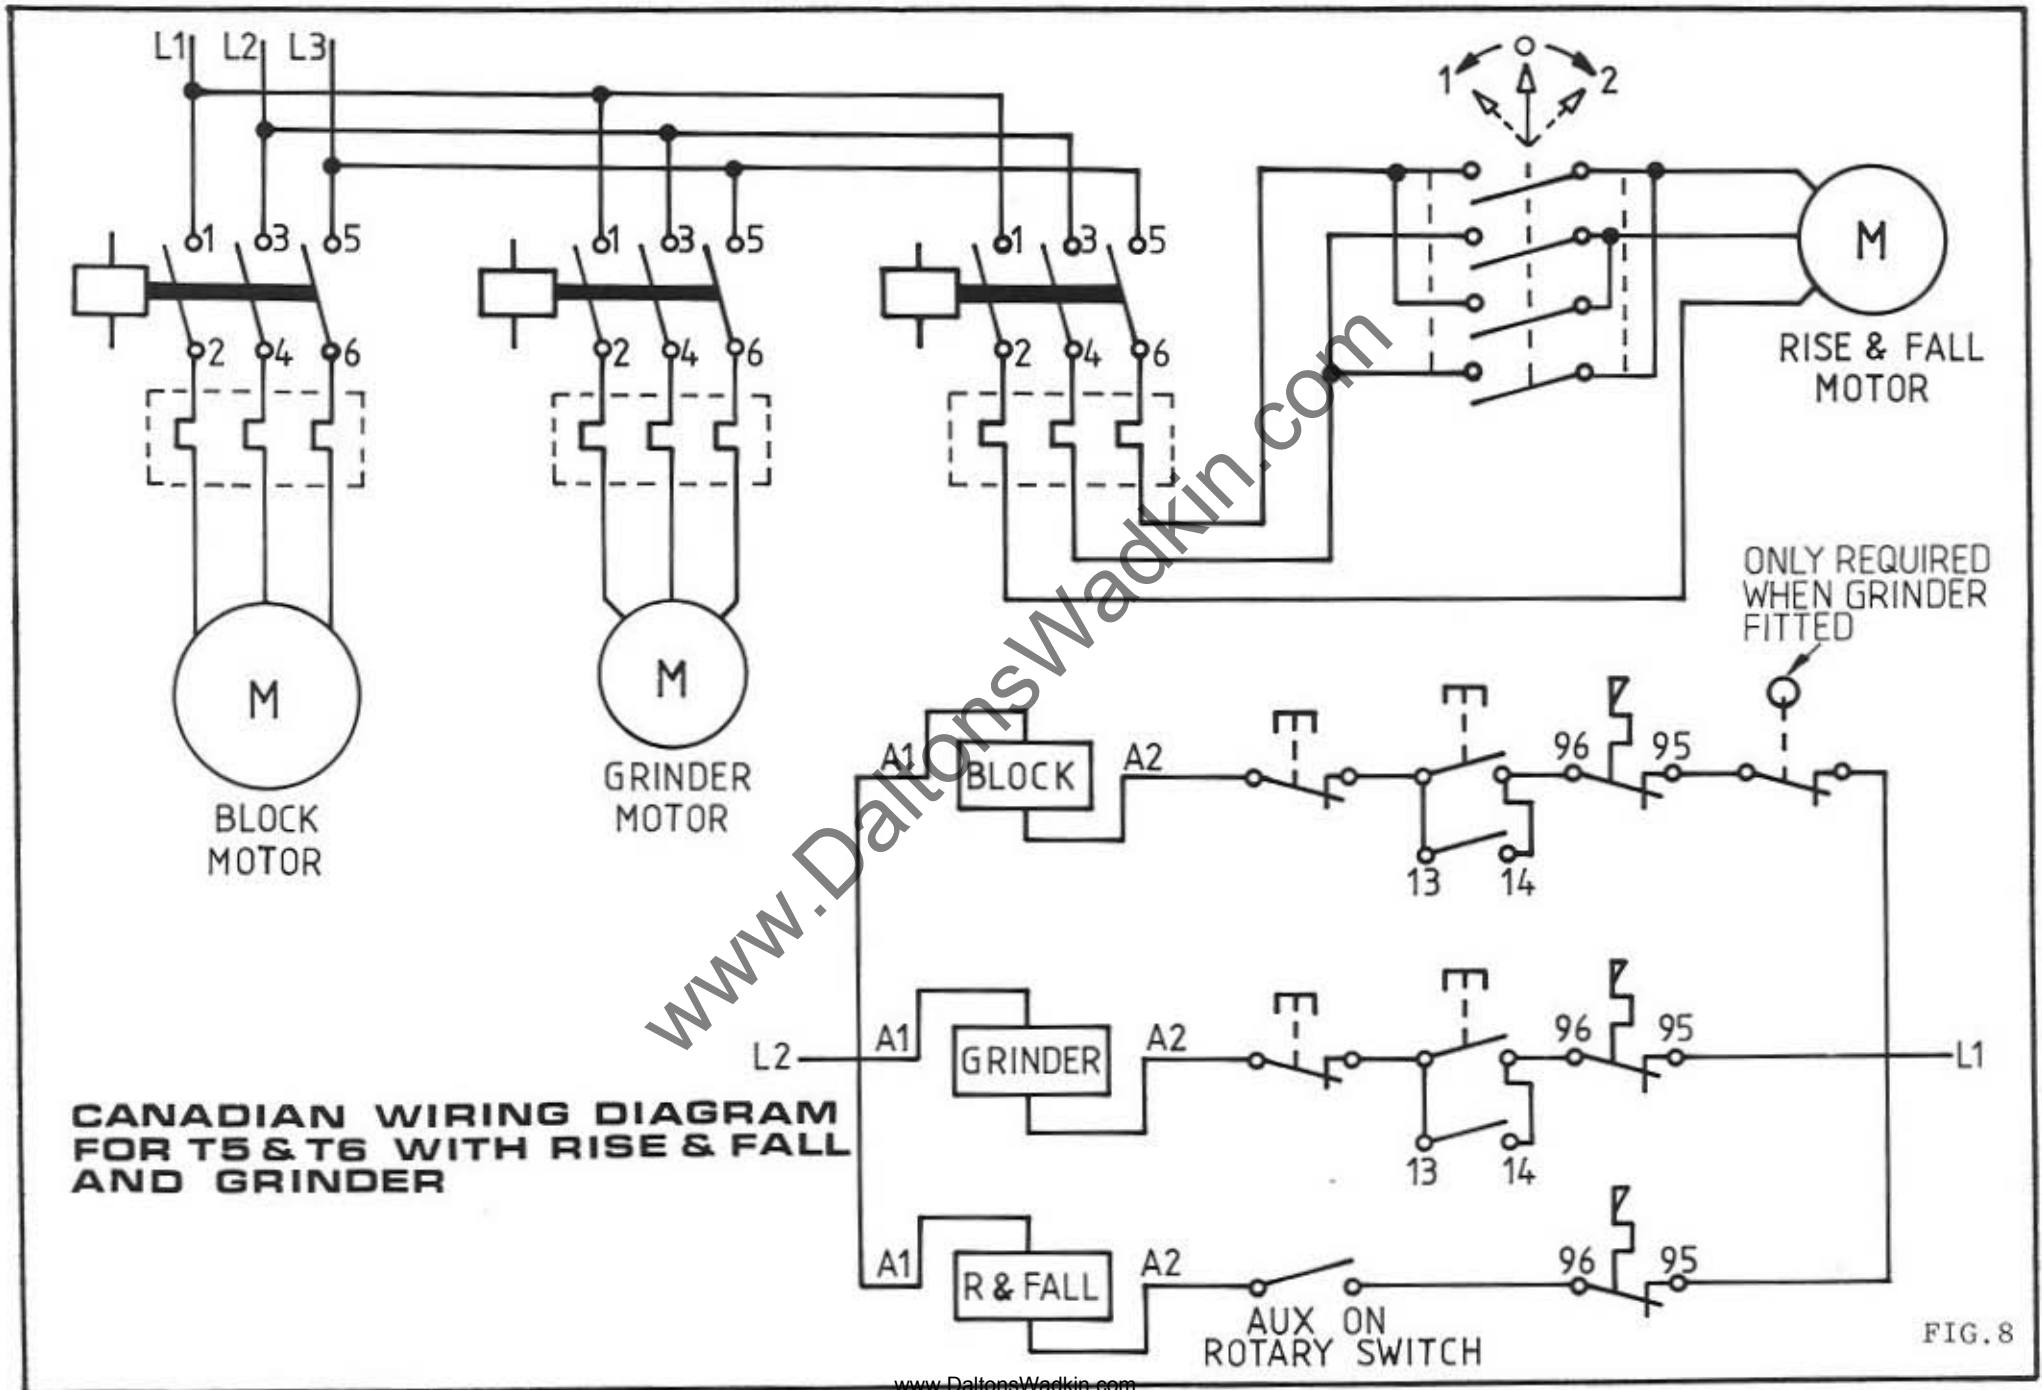 L1 L2 L3
1 O 2
1 3 5
1 3 5
1 3 5
2 4 6
2 4 6
2 4 6
M
RISE & FALL
MOTOR
M
BLOCK
MOTOR
M
GRINDER
MOTOR
ONLY REQUIRED
WHEN GRINDER
FITTED
A1 BLOCK A2 96 95
13 14
L2 A1 GRINDER A2 96 95 L1
13 14
A1 R & FALL A2 96 95
AUX ON
ROTARY SWITCH
CANADIAN WIRING DIAGRAM
FOR T5 & T6 WITH RISE & FALL
AND GRINDER
FIG.8
www.DaltonsWadkin.com
www.DaltonsWadkin.com